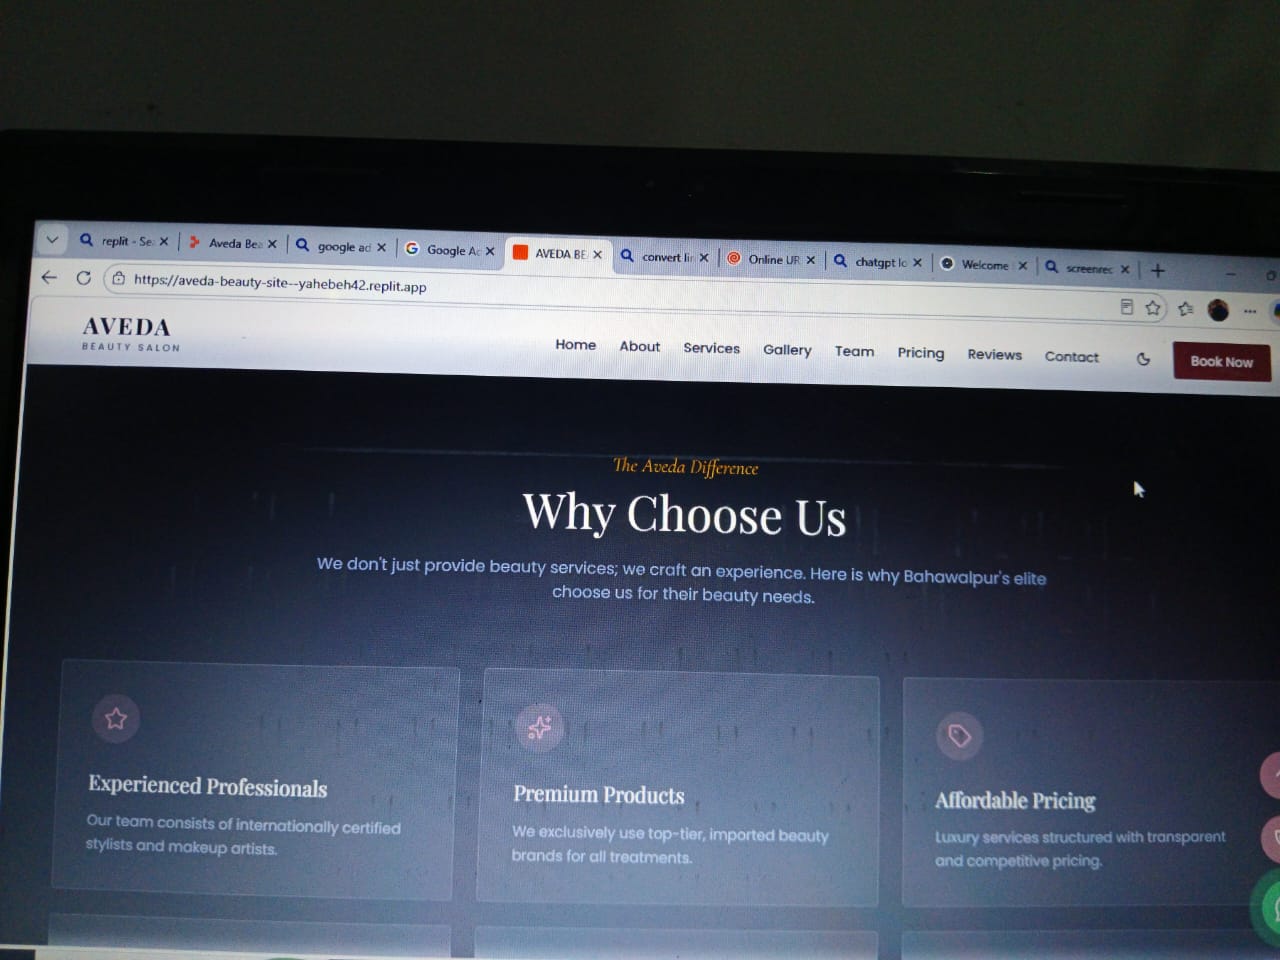 replit - Se
Aveda Bea
google ad
Google Ac
AVEDA BE
convert lin
Online UR
chatgpt lo
Welcome
screenrec
https://aveda-beauty-site--yahebeh42.replit.app
AVEDA
BEAUTY SALON
Home
About
Services
Gallery
Team
Pricing
Reviews
Contact
Book Now
The Aveda Difference
Why Choose Us
We don't just provide beauty services; we craft an experience. Here is why Bahawalpur's elite
choose us for their beauty needs.
Experienced Professionals
Our team consists of internationally certified
stylists and makeup artists.
Premium Products
We exclusively use top-tier, imported beauty
brands for all treatments.
Affordable Pricing
Luxury services structured with transparent
and competitive pricing.